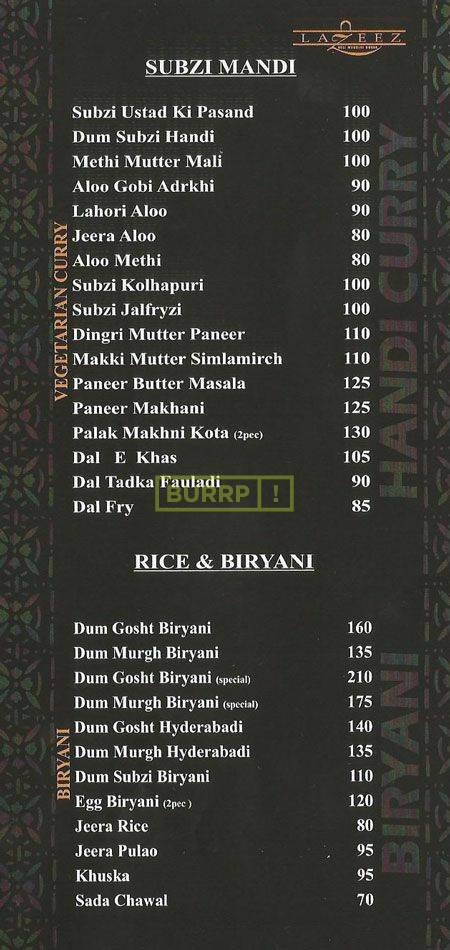 LAZEEZ
SUBZI MANDI
VEGETARIAN CURRY
HANDI CURRY
Subzi Ustad Ki Pasand 100
Dum Subzi Handi 100
Methi Mutter Mali 100
Aloo Gobi Adrkhi 90
Lahori Aloo 90
Jeera Aloo 80
Aloo Methi 80
Subzi Kolhapuri 100
Subzi Jalfryzi 100
Dingri Mutter Paneer 110
Makki Mutter Simlamirch 110
Paneer Butter Masala 125
Paneer Makhani 125
Palak Makhni Kota (2pec) 130
Dal E Khas 105
Dal Tadka Fauladi 90
BURRP!
Dal Fry 85
RICE & BIRYANI
BIRYANI
BIRYANI
Dum Gosht Biryani 160
Dum Murgh Biryani 135
Dum Gosht Biryani (special) 210
Dum Murgh Biryani (special) 175
Dum Gosht Hyderabadi 140
Dum Murgh Hyderabadi 135
Dum Subzi Biryani 110
Egg Biryani (2pec ) 120
Jeera Rice 80
Jeera Pulao 95
Khuska 95
Sada Chawal 70